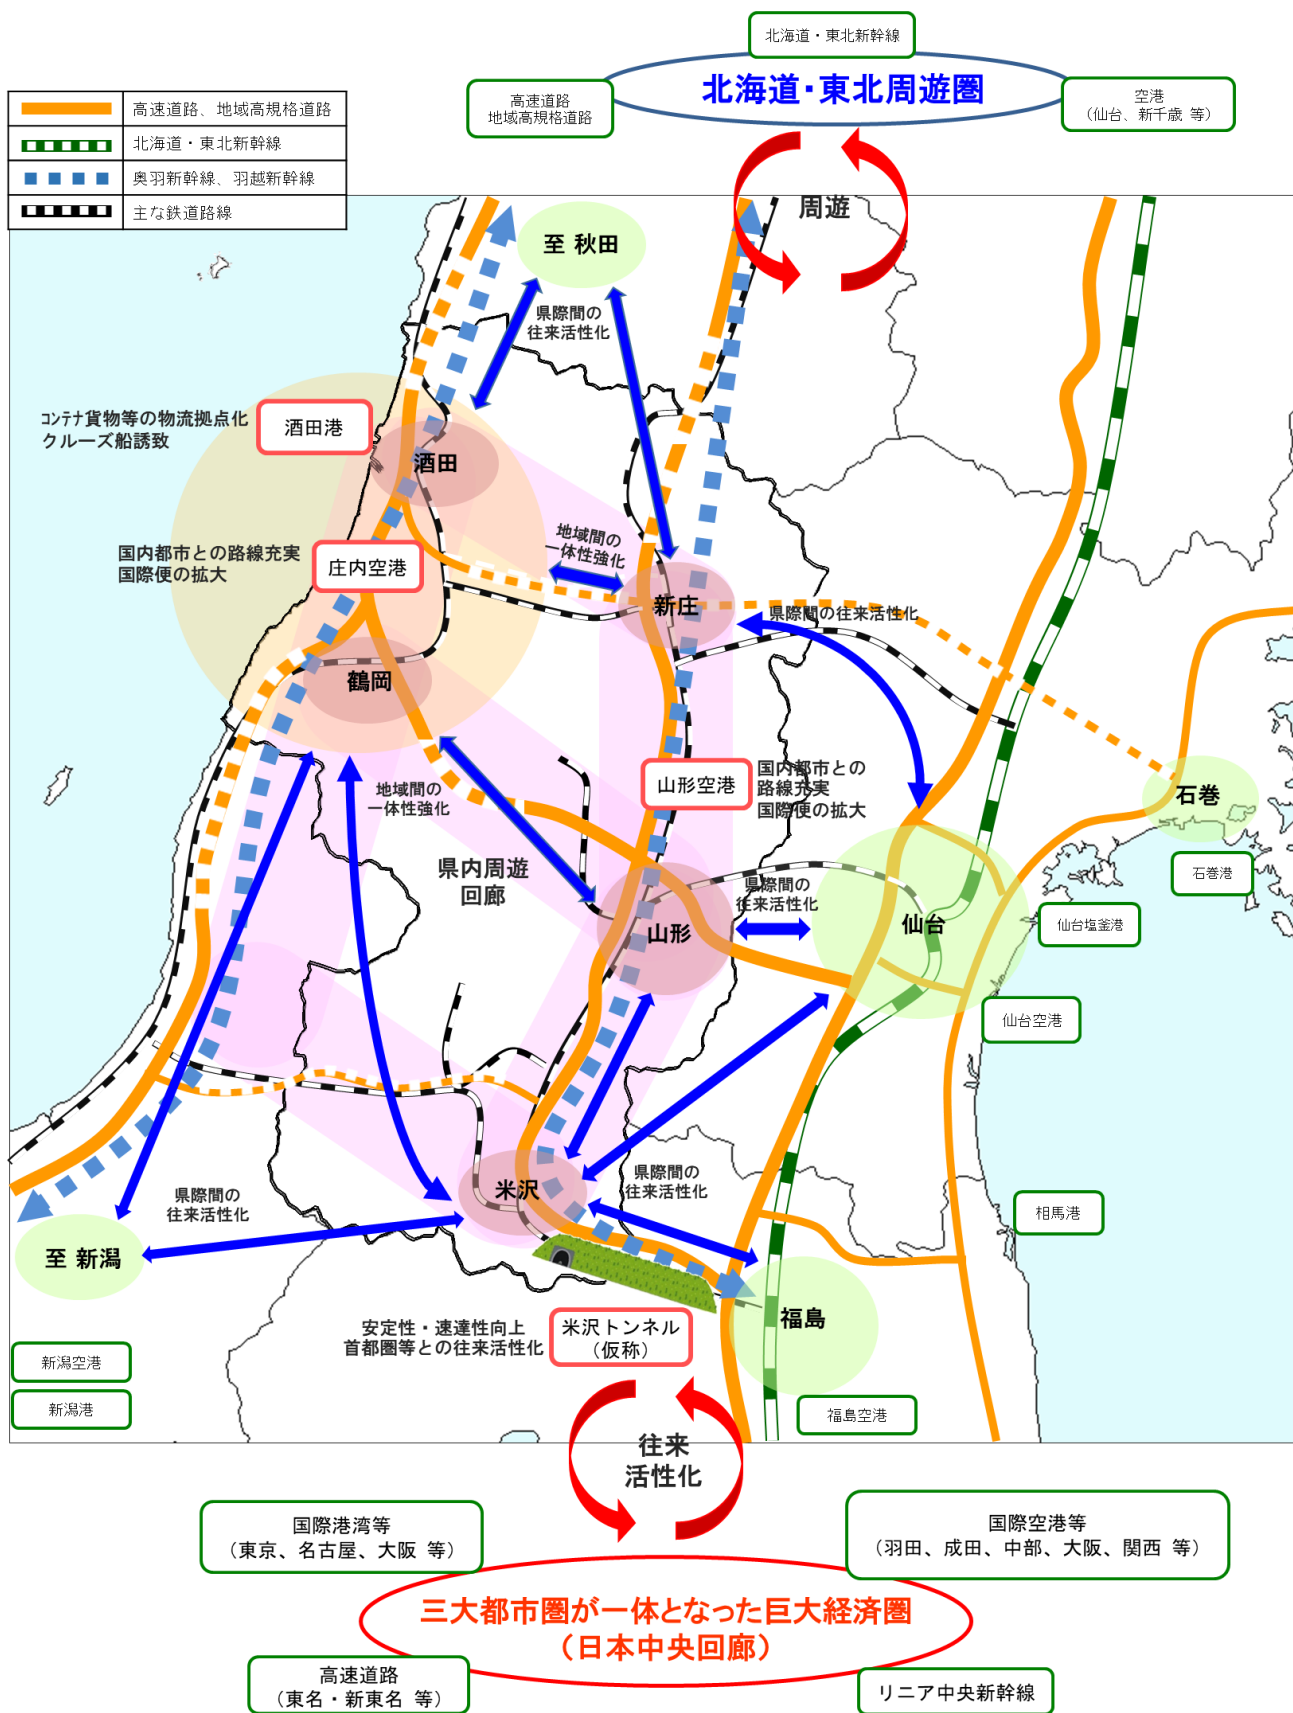 北海道・東北新幹線
北海道・東北周遊圏
高速道路
地域高規格道路
空港
（仙台、新千歳 等）
高速道路、地域高規格道路
北海道・東北新幹線
奥羽新幹線、羽越新幹線
主な鉄道路線
周遊
至 秋田
県際間の
往来活性化
コンテナ貨物等の物流拠点化
クルーズ船誘致
酒田港
酒田
国内都市との路線充実
国際便の拡大
庄内空港
地域間の
一体性強化
新庄
県際間の往来活性化
鶴岡
地域間の
一体性強化
山形空港
国内都市との
路線充実
国際便の拡大
石巻
石巻港
県内周遊
回廊
県際間の
往来活性化
山形
仙台
仙台塩釜港
仙台空港
県際間の
往来活性化
米沢
県際間の
往来活性化
相馬港
至 新潟
福島
安定性・速達性向上
首都圏等との往来活性化
米沢トンネル
（仮称）
新潟空港
新潟港
福島空港
往来
活性化
国際港湾等
（東京、名古屋、大阪 等）
国際空港等
（羽田、成田、中部、大阪、関西 等）
三大都市圏が一体となった巨大経済圏
（日本中央回廊）
高速道路
（東名・新東名 等）
リニア中央新幹線